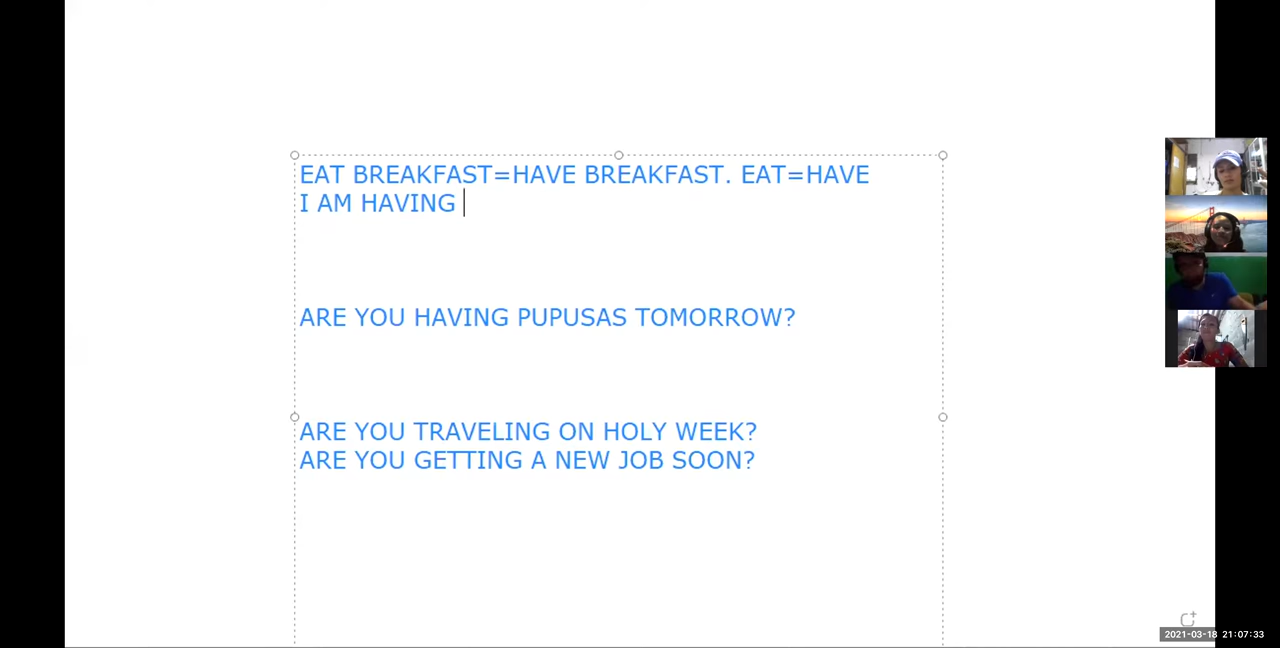 EAT BREAKFAST=HAVE BREAKFAST. EAT=HAVE
I AM HAVING
ARE YOU HAVING PUPUSAS TOMORROW?
ARE YOU TRAVELING ON HOLY WEEK?
ARE YOU GETTING A NEW JOB SOON?
2021-03-18 21:07:33